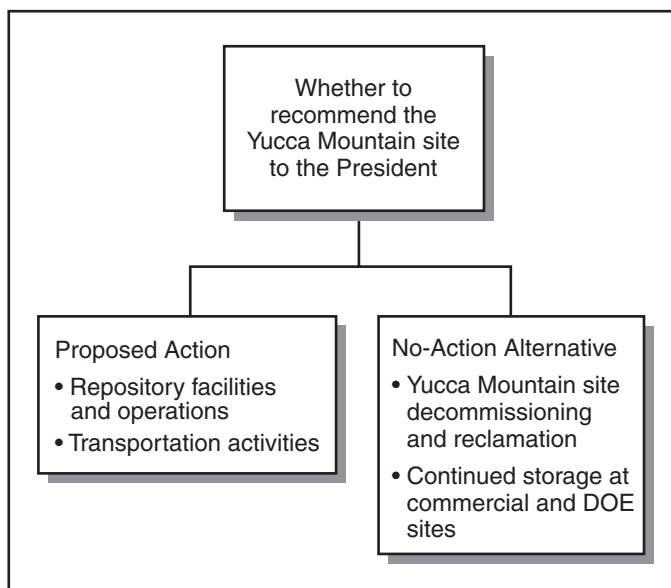 Whether to
recommend the
Yucca Mountain site
to the President
Proposed Action
• Repository facilities
and operations
• Transportation activities
No-Action Alternative
• Yucca Mountain site
decommissioning
and reclamation
• Continued storage at
commercial and DOE
sites